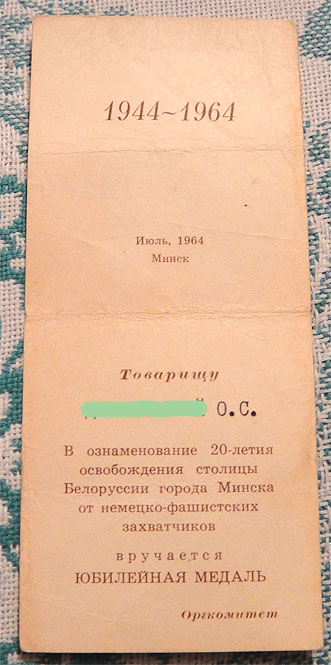 1944~1964
Июль, 1964
Минск
Товарищу
й О.С.
В ознаменование 20-летия
освобождения столицы
Белоруссии города Минска
от немецко-фашистских
захватчиков
вручается
ЮБИЛЕЙНАЯ МЕДАЛЬ
Оргкомитет